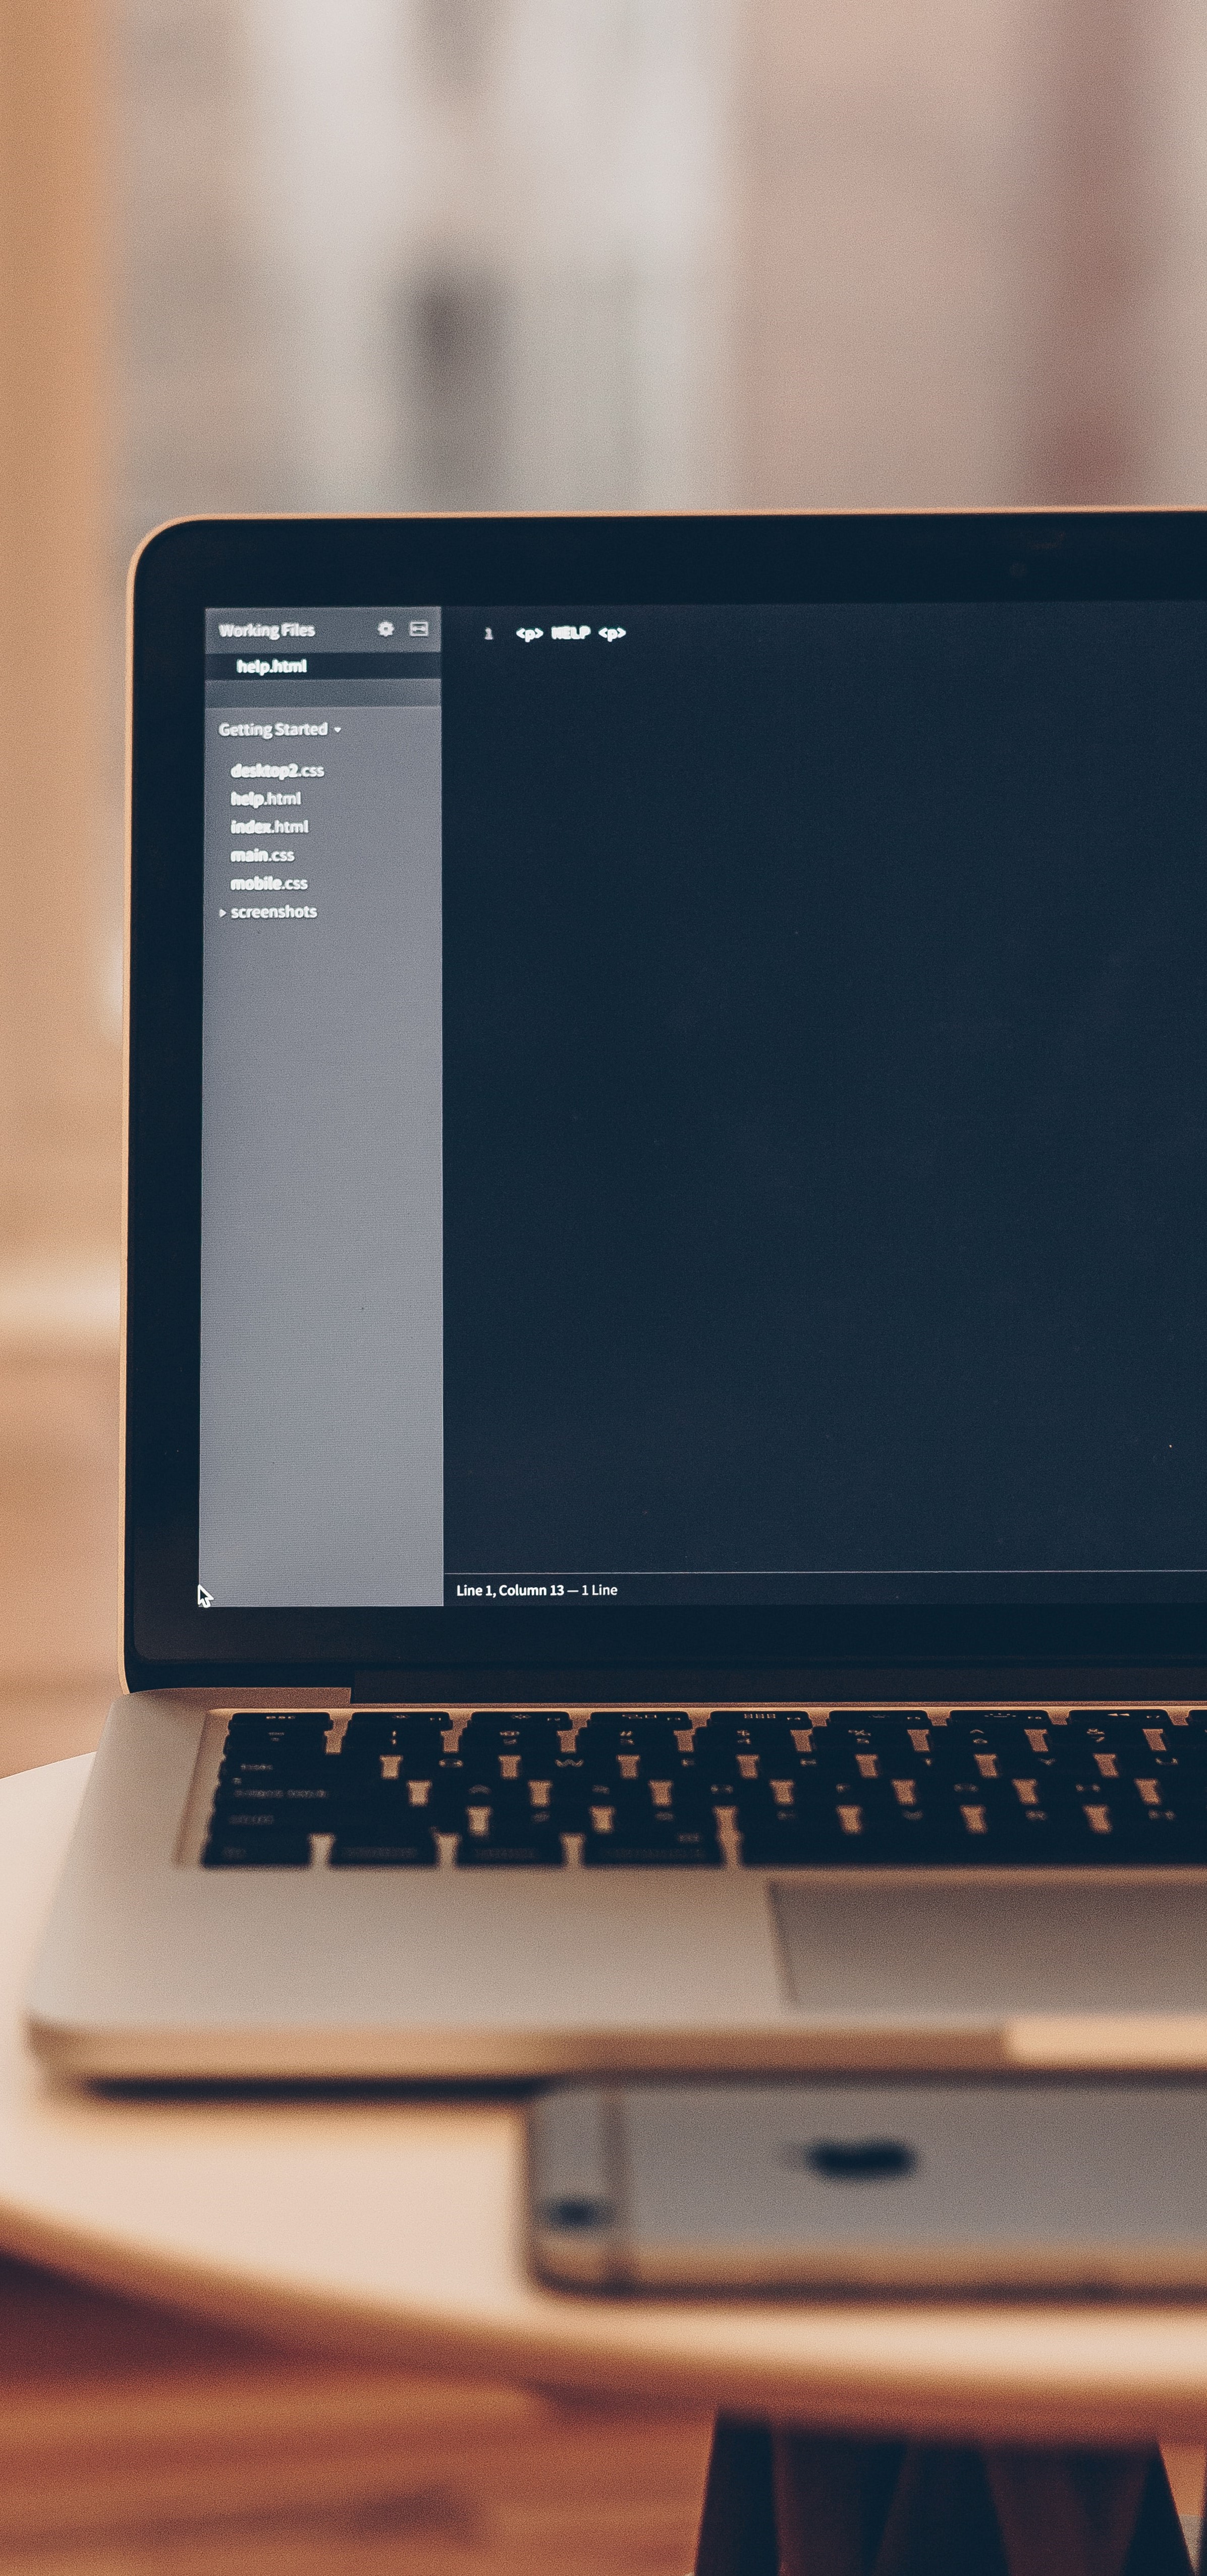 Working Files
help.html
Getting Started
desktop2.css
help.html
index.html
main.css
mobile.css
screenshots
1 <p> HELP <p>
Line 1, Column 13 — 1 Line